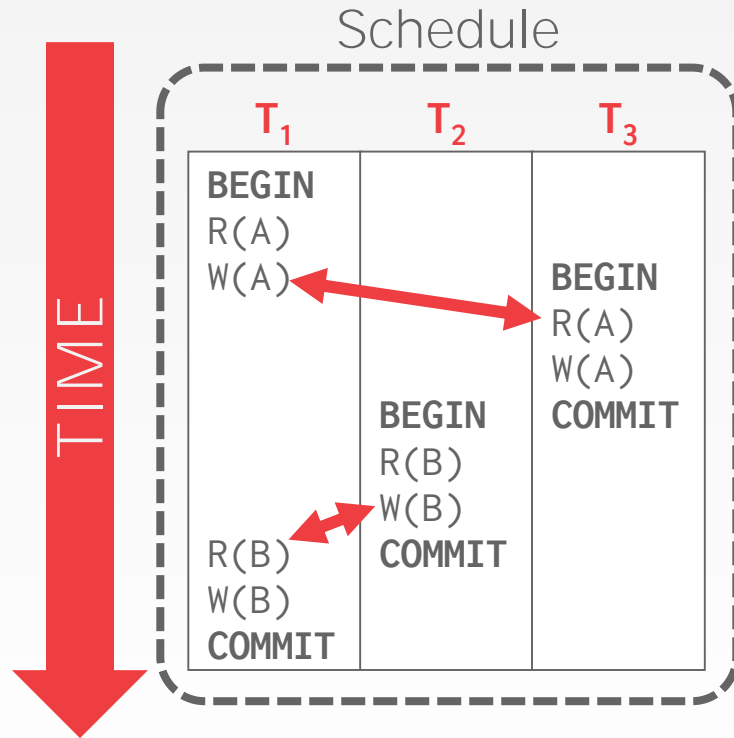 Schedule
TIME
T1 T2 T3
BEGIN
R(A)
W(A)
BEGIN
R(A)
W(A)
COMMIT
BEGIN
R(B)
W(B)
COMMIT
R(B)
W(B)
COMMIT